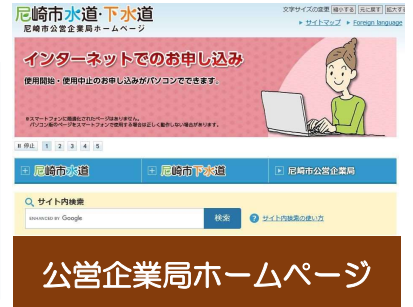 尼崎市水道・下水道
尼崎市公営企業局ホームページ
文字サイズの変更 縮小する 元に戻す 拡大す
サイトマップ Foreign language
インターネットでのお申し込み
使用開始・使用中止のお申し込みがパソコンでできます。
※スマートフォンに最適化されたページはありません。
パソコン版のページをスマートフォンで使用する場合は正しく動作しない場合があります。
停止 1 2 3 4 5
尼崎市水道 尼崎市下水道 尼崎市公営企業局
サイト内検索
ENHANCED BY Google 検索 ? サイト内検索の使い方
公営企業局ホームページ